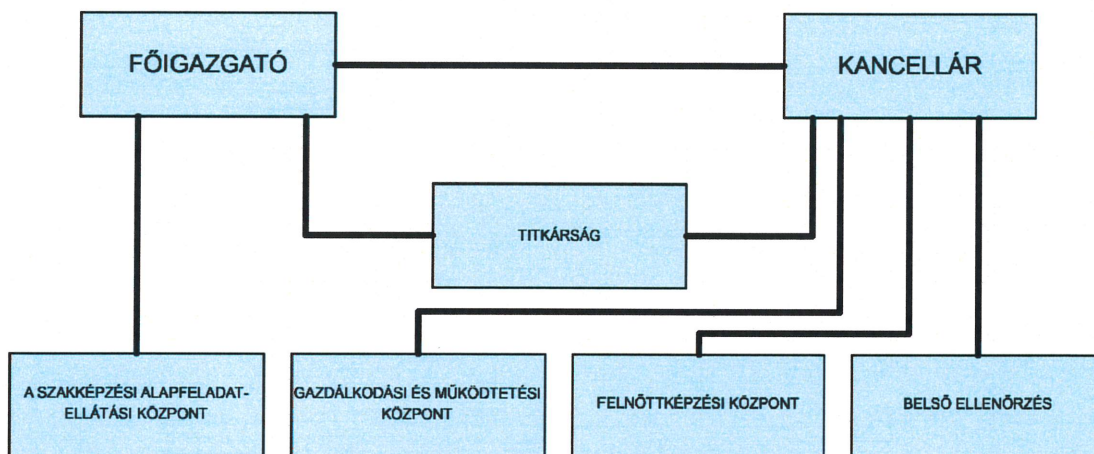 FŐIGAZGATÓ
KANCELLÁR
TITKÁRSÁG
A SZAKKÉPZÉSI ALAPFELADAT-
ELLÁTÁSI KÖZPONT
GAZDÁLKODÁSI ÉS MŰKÖDTETÉSI
KÖZPONT
FELNŐTTKÉPZÉSI KÖZPONT
BELSŐ ELLENŐRZÉS